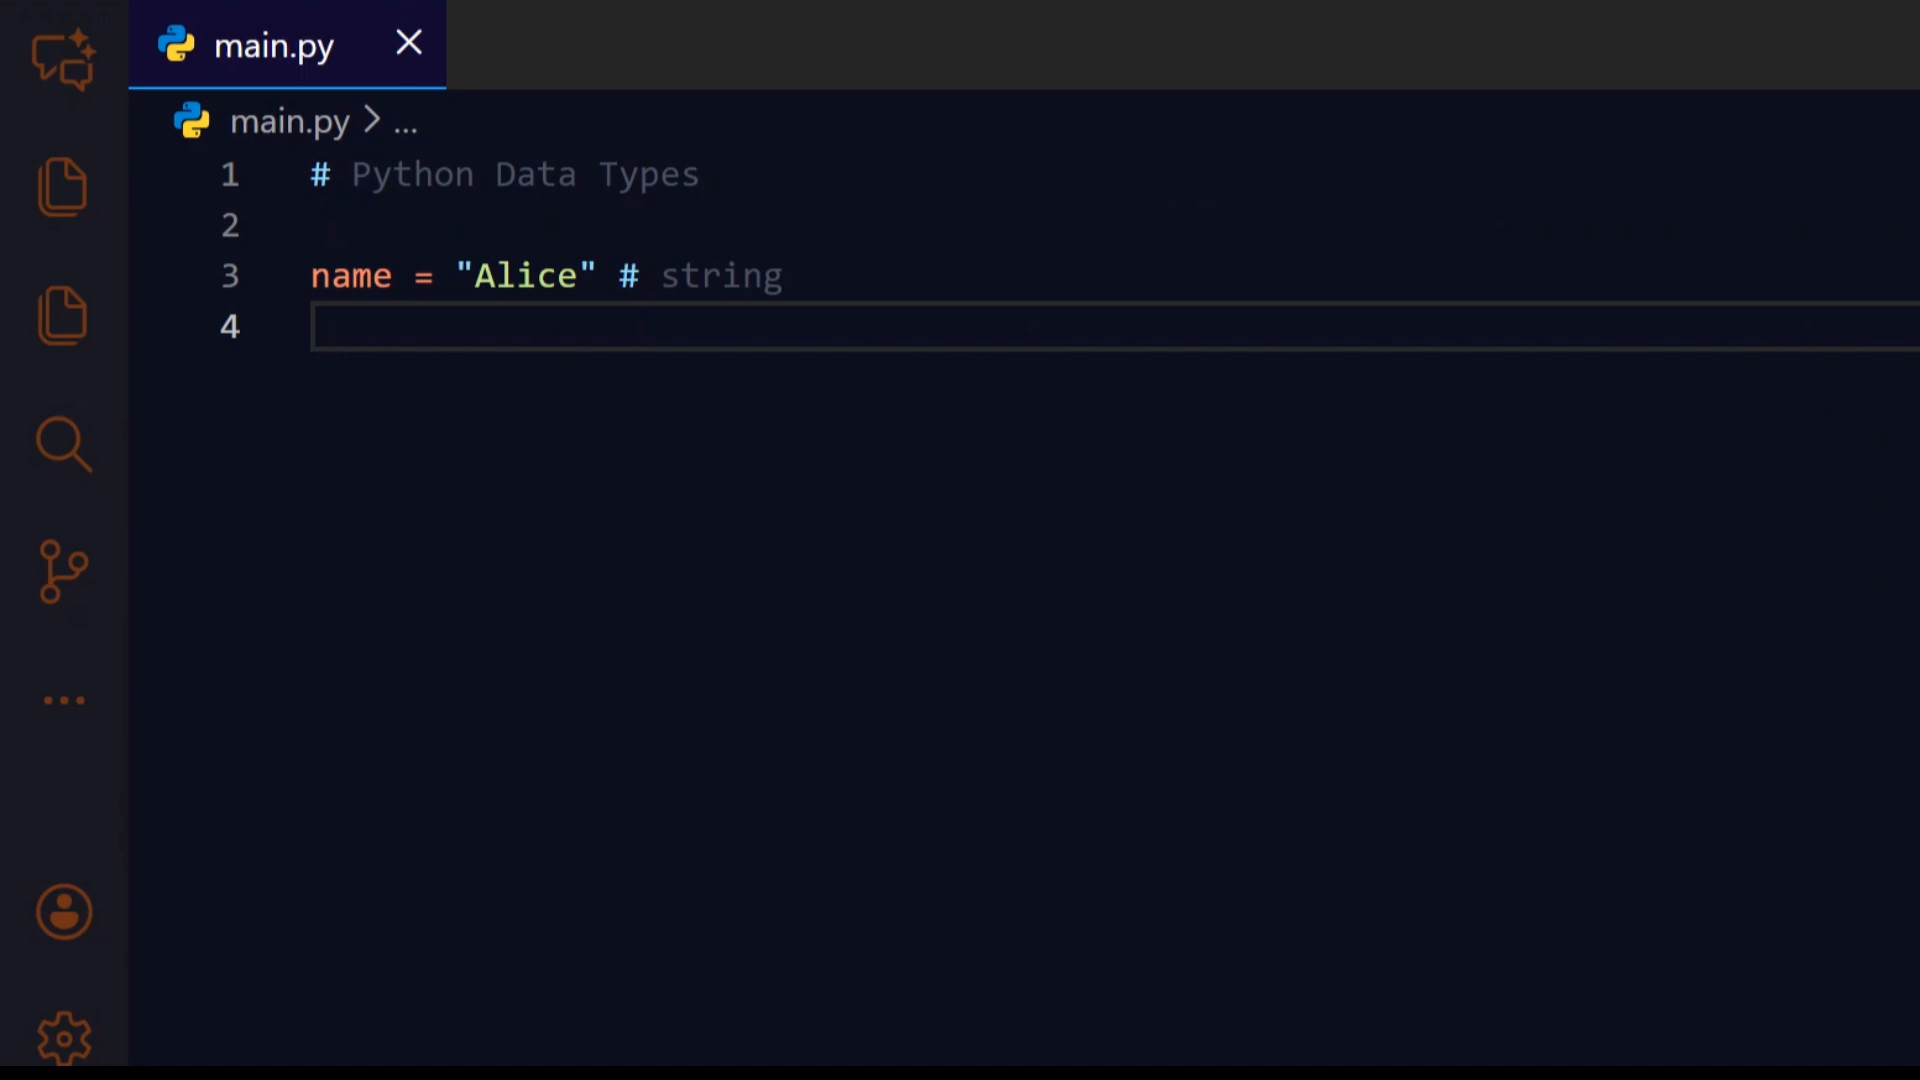 main.py
main.py > ...
1 # Python Data Types
2
3 name = "Alice" # string
4